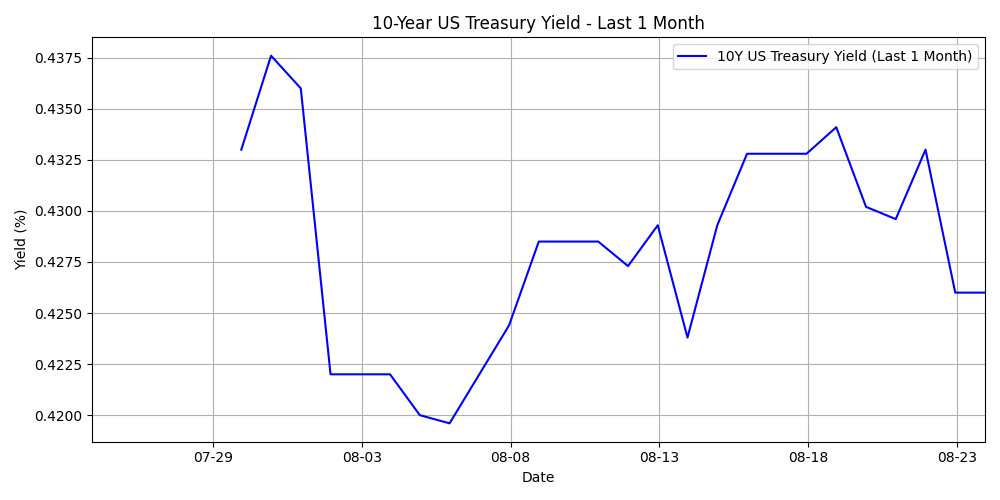 10-Year US Treasury Yield - Last 1 Month
10Y US Treasury Yield (Last 1 Month)
0.4375
0.4350
0.4325
0.4300
0.4275
0.4250
0.4225
0.4200
Yield (%)
07-29 08-03 08-08 08-13 08-18 08-23
Date